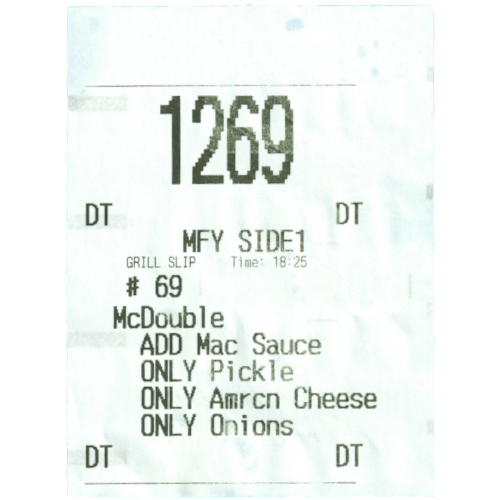 1269
DT DT
MFY SIDE1
GRILL SLIP Time: 18:25
# 69
McDouble
ADD Mac Sauce
ONLY Pickle
ONLY Amrcn Cheese
ONLY Onions
DT DT